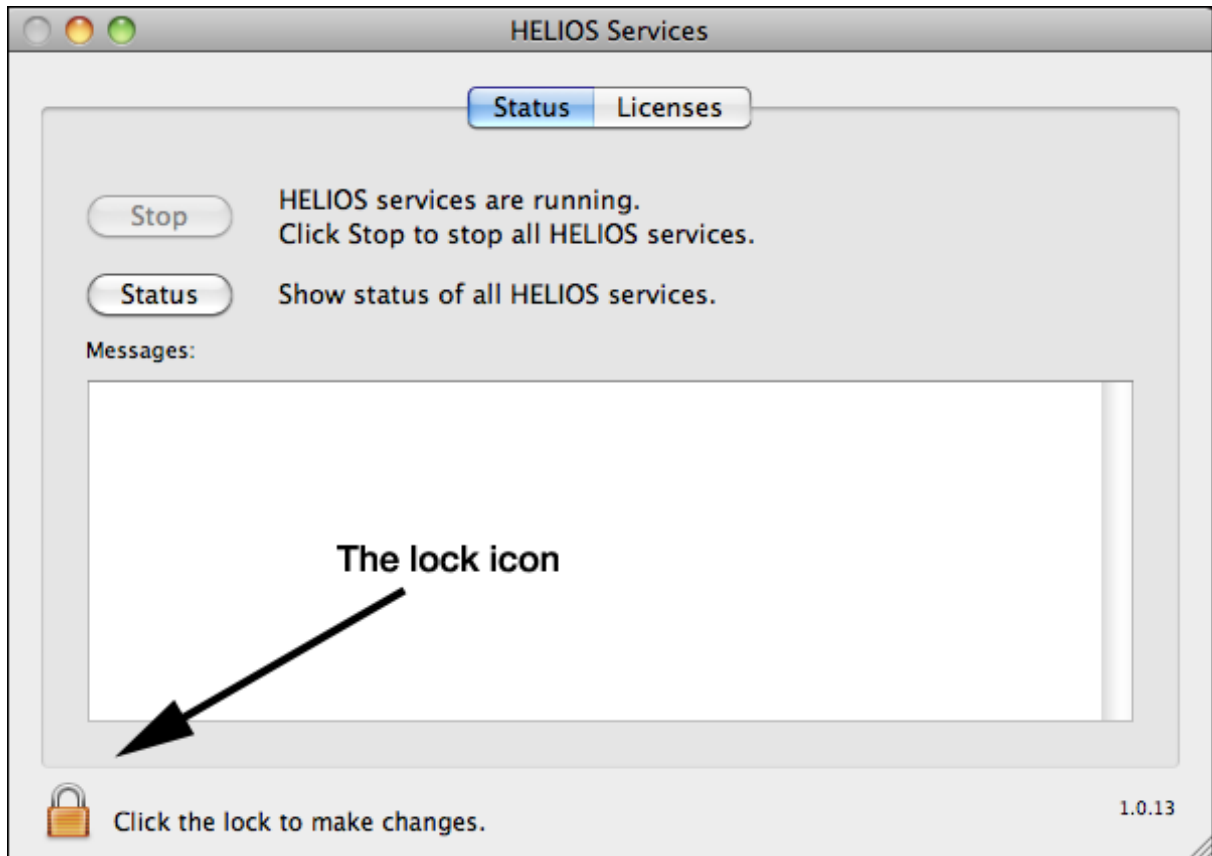 HELIOS Services
Status Licenses
Stop
HELIOS services are running.
Click Stop to stop all HELIOS services.
Status
Show status of all HELIOS services.
Messages:
The lock icon
Click the lock to make changes.
1.0.13